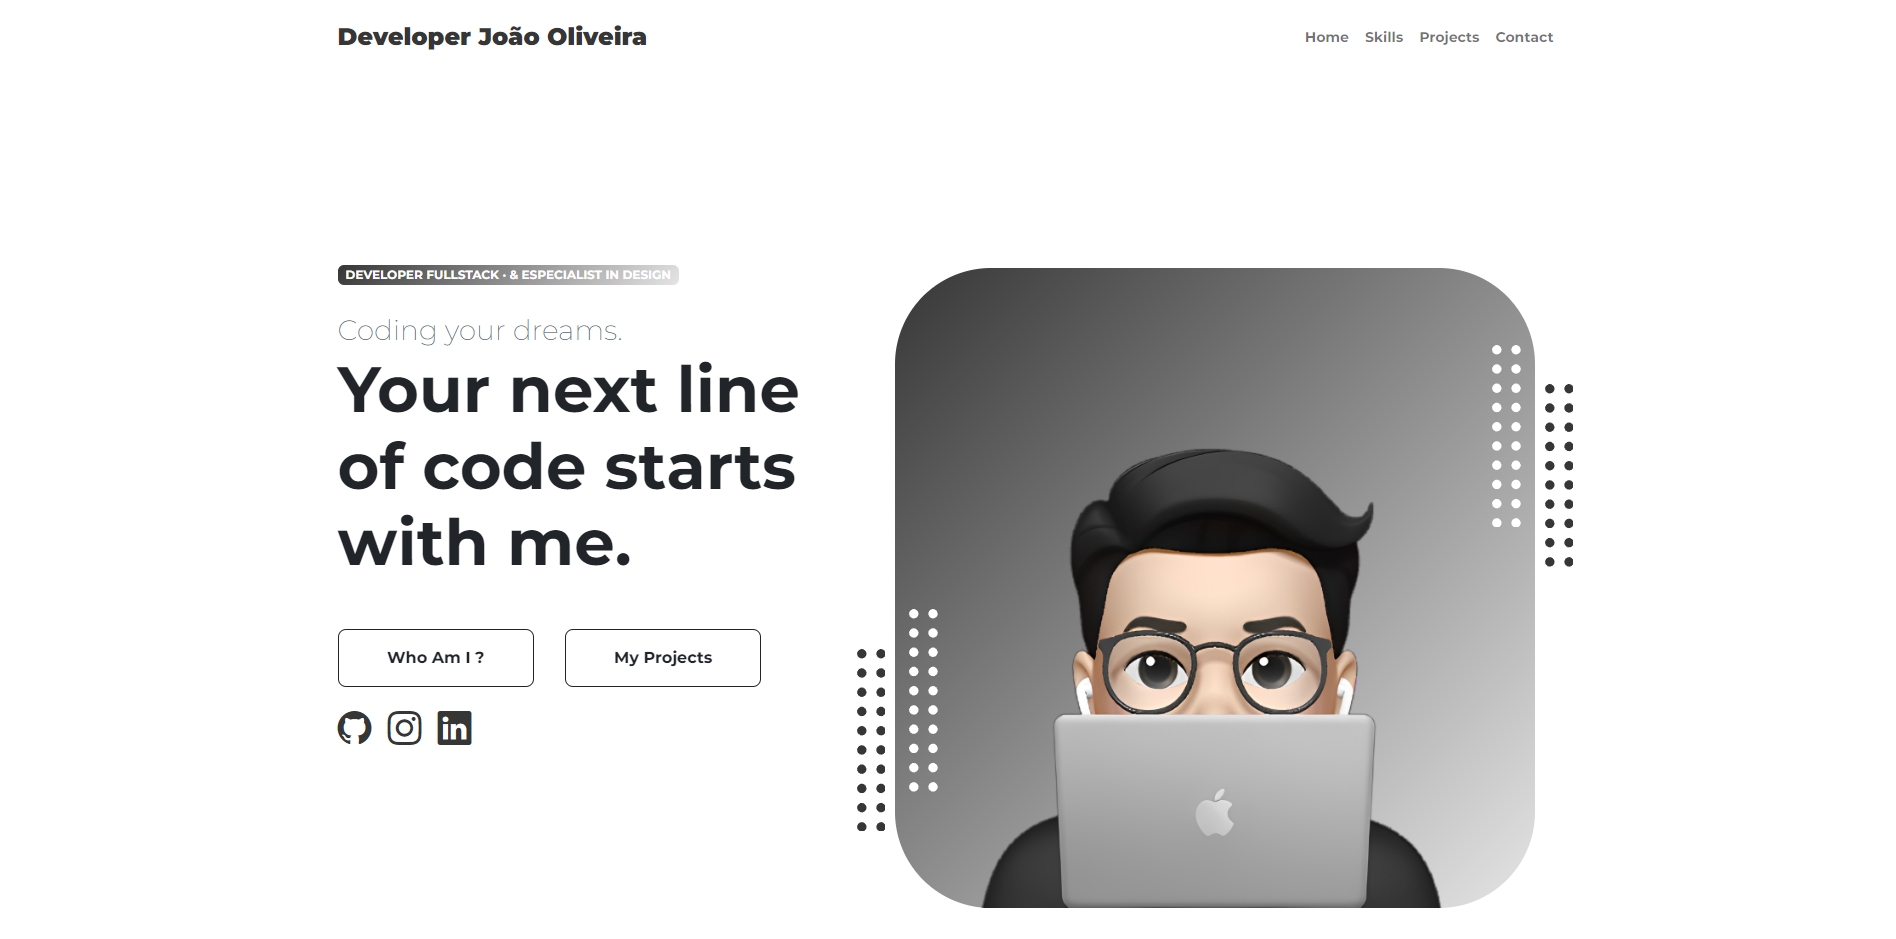 Developer João Oliveira
Home Skills Projects Contact
DEVELOPER FULLSTACK · & ESPECIALIST IN DESIGN
Coding your dreams.
Your next line
of code starts
with me.
Who Am I ?
My Projects
in